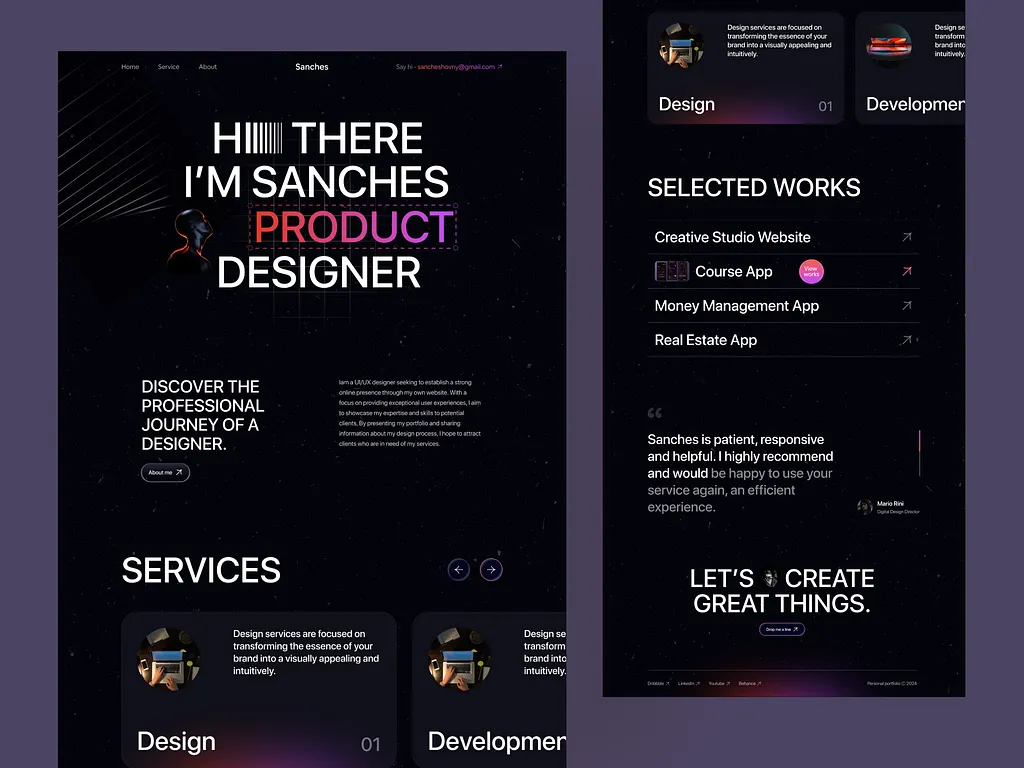 Home Service About Sanches Say hi - sancheshovny@gmail.com
HI THERE
I'M SANCHES
PRODUCT
DESIGNER
DISCOVER THE
PROFESSIONAL
JOURNEY OF A
DESIGNER.
About me
Iam a UI/UX designer seeking to establish a strong
online presence through my own website. With a
focus on providing exceptional user experiences, I aim
to showcase my expertise and skills to potential
clients, By presenting my portfolio and sharing
information about my design process, I hope to attract
clients who are in need of my services.
SERVICES
Design services are focused on
transforming the essence of your
brand into a visually appealing and
intuitively.
Design 01
Design se
transform
brand into
intuitively.
Developmen
Design services are focused on
transforming the essence of your
brand into a visually appealing and
intuitively.
Design 01
Design se
transform
brand into
intuitively.
Developmen
SELECTED WORKS
Creative Studio Website
Course App
View
works
Money Management App
Real Estate App
“
Sanches is patient, responsive
and helpful. I highly recommend
and would be happy to use your
service again, an efficient
experience.
Mario Rini
Digital Design Director
LET'S CREATE
GREAT THINGS.
Drop me a line
Dribbble Linkedin Youtube Behance Personal portfolio © 2024